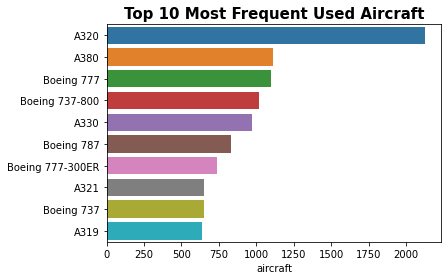 Top 10 Most Frequent Used Aircraft
A320
A380
Boeing 777
Boeing 737-800
A330
Boeing 787
Boeing 777-300ER
A321
Boeing 737
A319
0 250 500 750 1000 1250 1500 1750 2000
aircraft